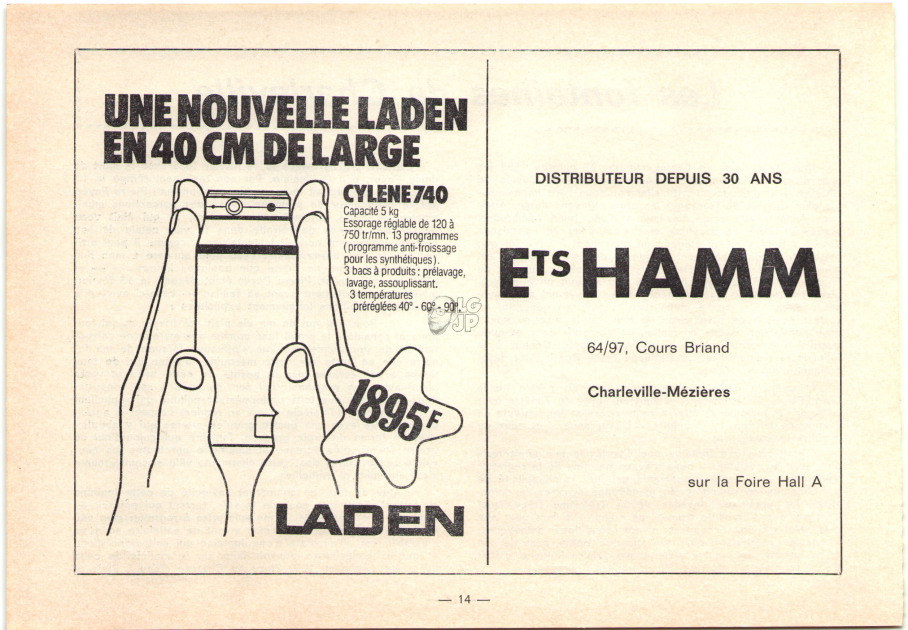 UNE NOUVELLE LADEN
EN 40 CM DE LARGE
CYLENE 740
Capacité 5 kg
Essorage réglable de 120 à
750 tr/mn. 13 programmes
(programme anti-froissage
pour les synthétiques).
3 bacs à produits : prélavage,
lavage, assouplissant.
3 températures
préréglées 40° - 60° - 90°.
LG
JP
1895F
LADEN
DISTRIBUTEUR DEPUIS 30 ANS
ETS HAMM
64/97, Cours Briand
Charleville-Mézières
sur la Foire Hall A
— 14 —